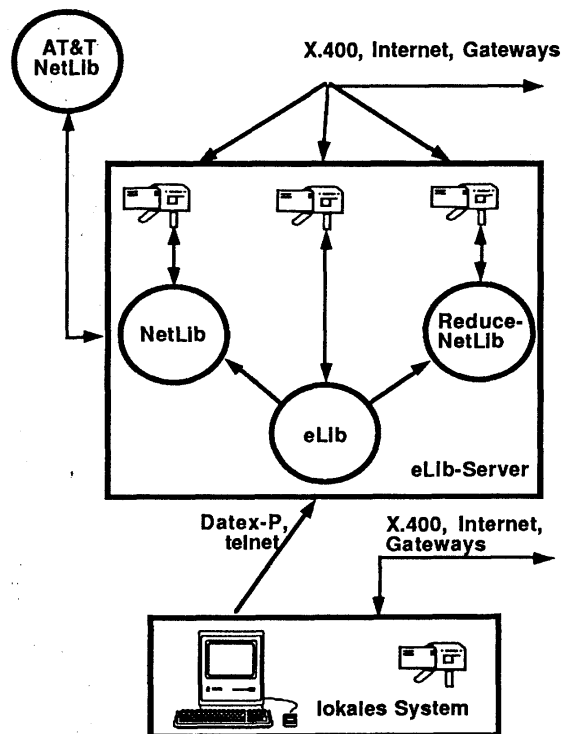 AT&T
NetLib
X.400, Internet, Gateways
NetLib
Reduce-
NetLib
eLib
eLib-Server
Datex-P,
telnet
X.400, Internet,
Gateways
lokales System